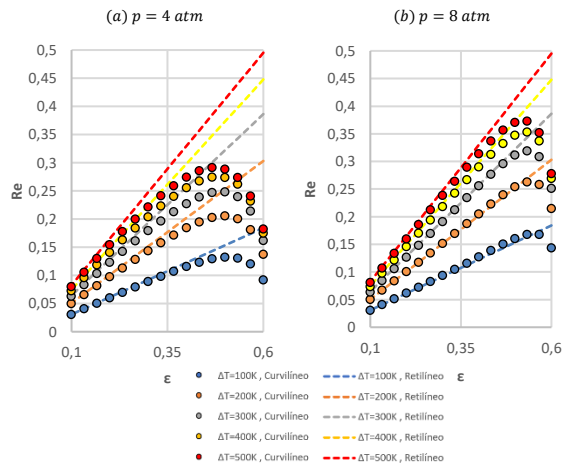 (a) p = 4 atm
(b) p = 8 atm
Re
0,5
0,45
0,4
0,35
0,3
0,25
0,2
0,15
0,1
0,05
0
0,1
0,35
0,6
ε
0,5
0,45
0,4
0,35
0,3
0,25
0,2
0,15
0,1
0,05
0
0,1
0,35
0,6
ε
Re
ΔT=100K , Curvilíneo
ΔT=100K , Retilíneo
ΔT=200K , Curvilíneo
ΔT=200K , Retilíneo
ΔT=300K , Curvilíneo
ΔT=300K , Retilíneo
ΔT=400K , Curvilíneo
ΔT=400K , Retilíneo
ΔT=500K , Curvilíneo
ΔT=500K , Retilíneo